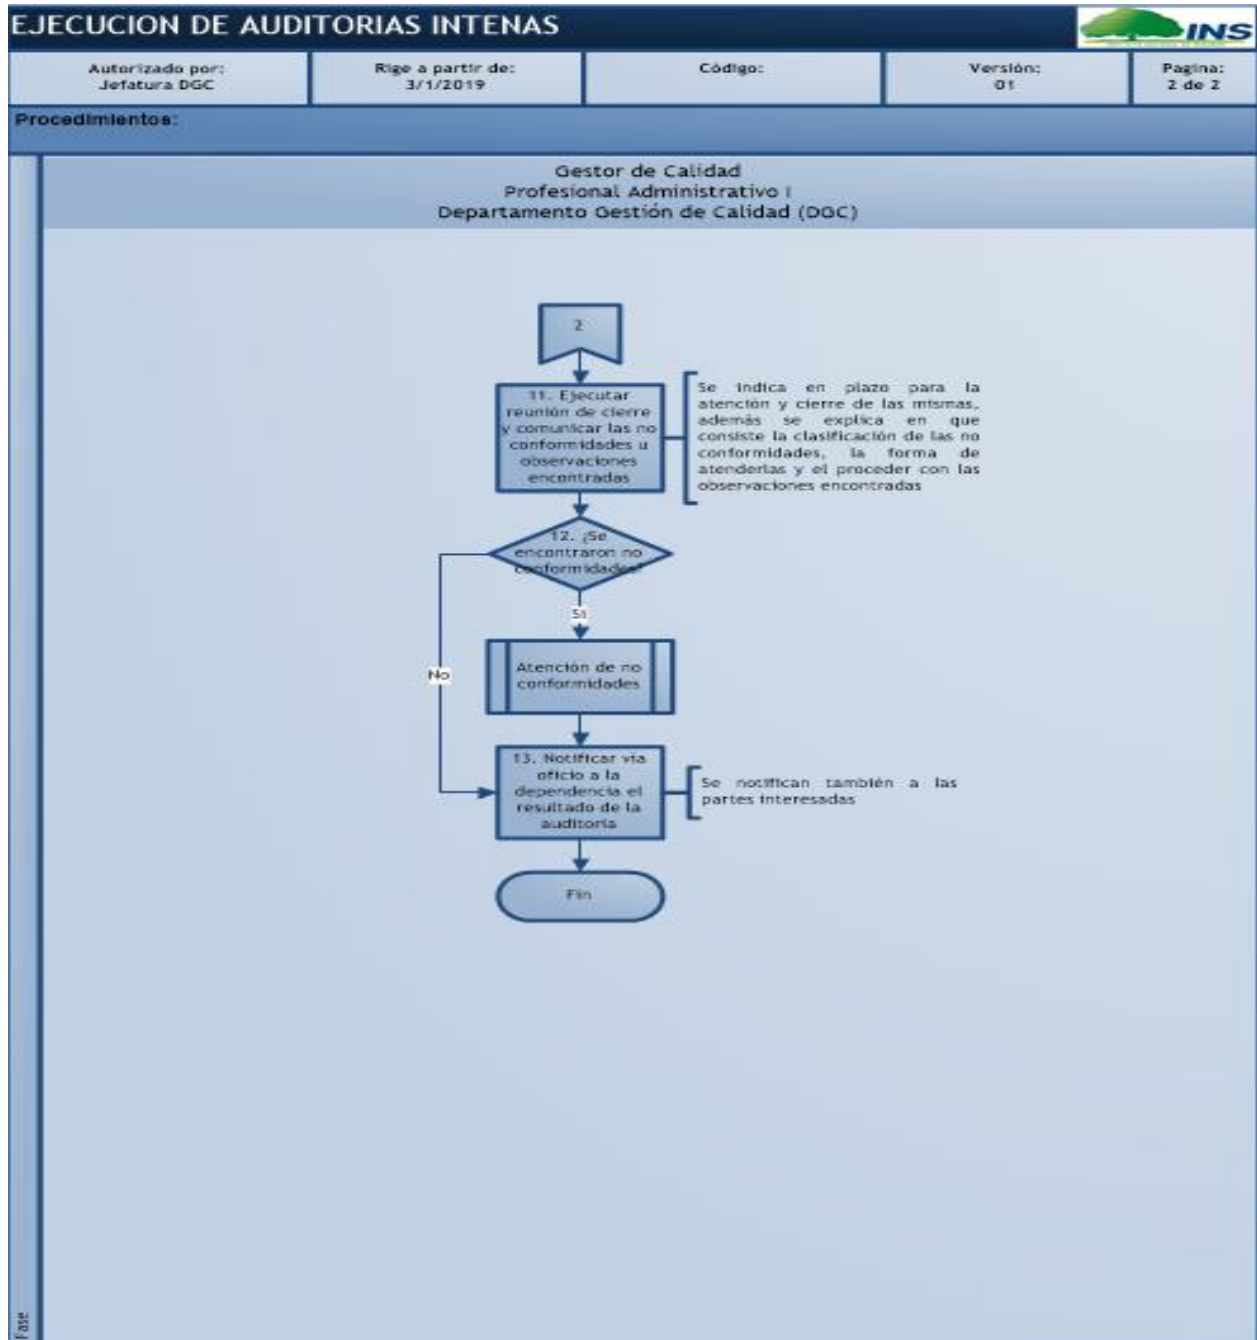 EJECUCION DE AUDITORIAS INTENAS
INS
Autorizado por:
Jefatura DGC
Rige a partir de:
3/1/2019
Código:
Versión:
01
Pagina:
2 de 2
Procedimientos:
Gestor de Calidad
Profesional Administrativo I
Departamento Gestión de Calidad (DGC)
2
11. Ejecutar
reunión de cierre
y comunicar las no
conformidades u
observaciones
encontradas
Se indica en plazo para la
atención y cierre de las mismas,
además se explica en que
consiste la clasificación de las no
conformidades, la forma de
atenderlas y el proceder con las
observaciones encontradas
12. ¿Se
encontraron no
conformidades?
Si
No
Atención de no
conformidades
13. Notificar via
oficio a la
dependencia el
resultado de la
auditoria
Se notifican también a las
partes interesadas
Fin
Fase